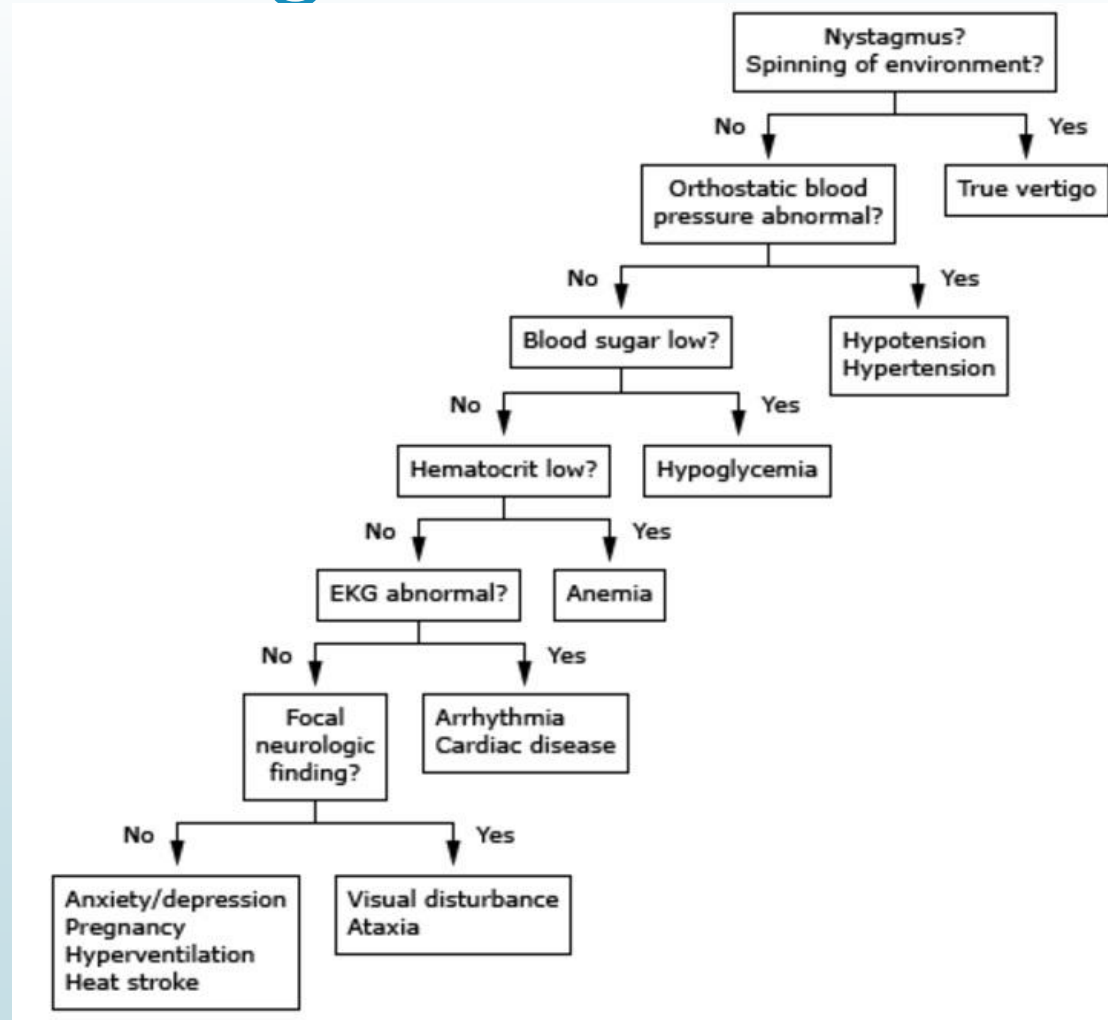 Nystagmus?
Spinning of environment?
No
Yes
Orthostatic blood
pressure abnormal?
True vertigo
No
Yes
Blood sugar low?
Hypotension
Hypertension
No
Yes
Hematocrit low?
Hypoglycemia
No
Yes
EKG abnormal?
Anemia
No
Yes
Focal
neurologic
finding?
Arrhythmia
Cardiac disease
No
Yes
Anxiety/depression
Pregnancy
Hyperventilation
Heat stroke
Visual disturbance
Ataxia